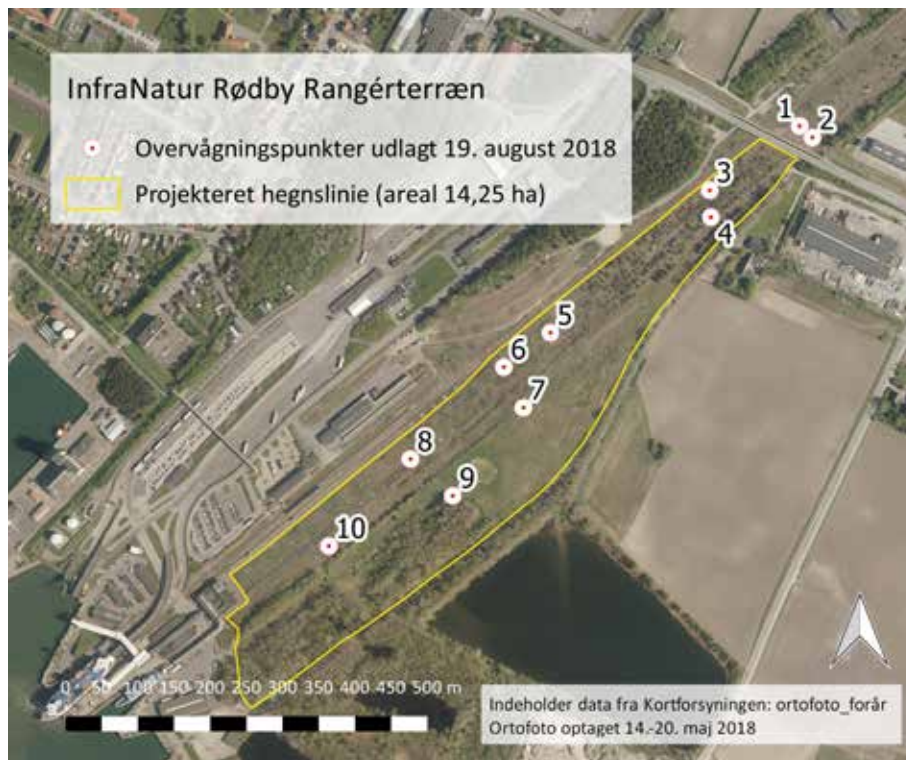 InfraNatur Rødby Rangérterræn
Overvågningspunkter udlagt 19. august 2018
Projekteret hegnslinie (areal 14,25 ha)
1
2
3
4
5
6
7
8
9
10
0 50 100 150 200 250 300 350 400 450 500 m
Indeholder data fra Kortforsyningen: ortofoto_forår
Ortofoto optaget 14.-20. maj 2018